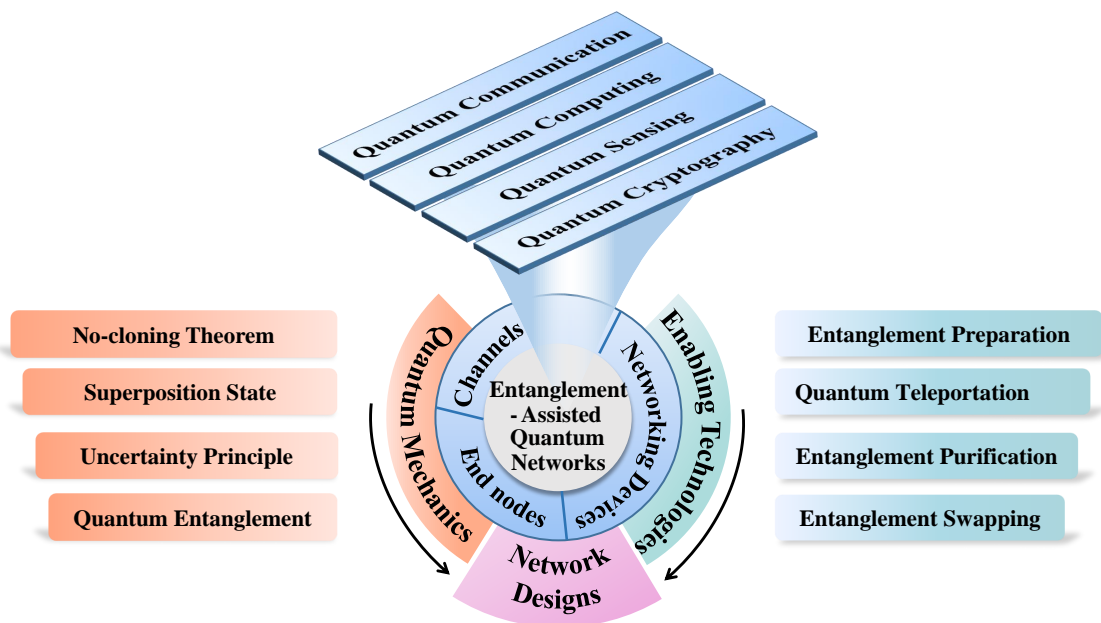 Quantum Communication
Quantum Computing
Quantum Sensing
Quantum Cryptography
No-cloning Theorem
Superposition State
Uncertainty Principle
Quantum Entanglement
Quantum Mechanics
Channels
End nodes
Networking Devices
Entanglement
- Assisted
Quantum
Networks
Enabling Technologies
Network
Designs
Entanglement Preparation
Quantum Teleportation
Entanglement Purification
Entanglement Swapping